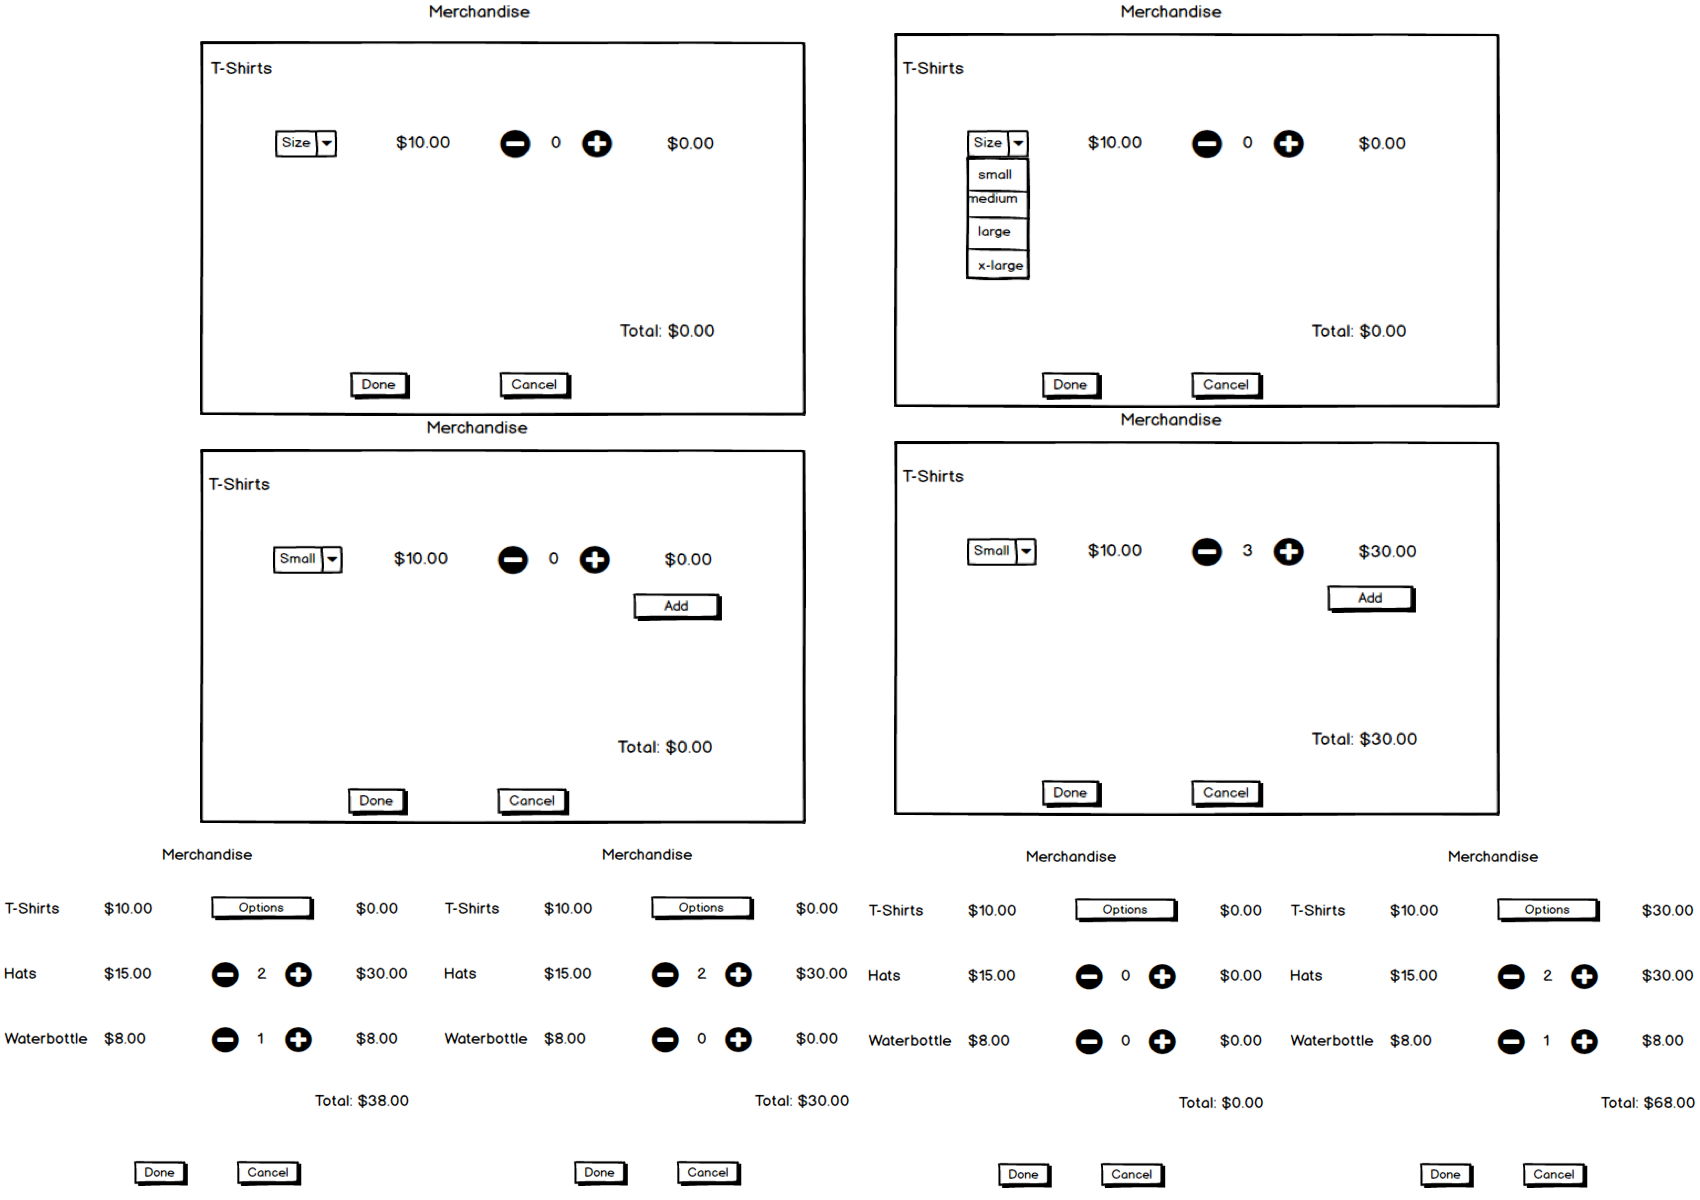 Merchandise
T-Shirts
Size $10.00 0 $0.00
Total: $0.00
Done Cancel
Merchandise
T-Shirts
Size $10.00 0 $0.00
small
medium
large
x-large
Total: $0.00
Done Cancel
Merchandise
T-Shirts
Small $10.00 0 $0.00
Add
Total: $0.00
Done Cancel
Merchandise
T-Shirts
Small $10.00 3 $30.00
Add
Total: $30.00
Done Cancel
Merchandise
T-Shirts $10.00 Options $0.00
Hats $15.00 2 $30.00
Waterbottle $8.00 1 $8.00
Total: $38.00
Done Cancel
Merchandise
T-Shirts $10.00 Options $0.00
Hats $15.00 2 $30.00
Waterbottle $8.00 0 $0.00
Total: $30.00
Done Cancel
Merchandise
T-Shirts $10.00 Options $0.00
Hats $15.00 0 $0.00
Waterbottle $8.00 0 $0.00
Total: $0.00
Done Cancel
Merchandise
T-Shirts $10.00 Options $30.00
Hats $15.00 2 $30.00
Waterbottle $8.00 1 $8.00
Total: $68.00
Done Cancel